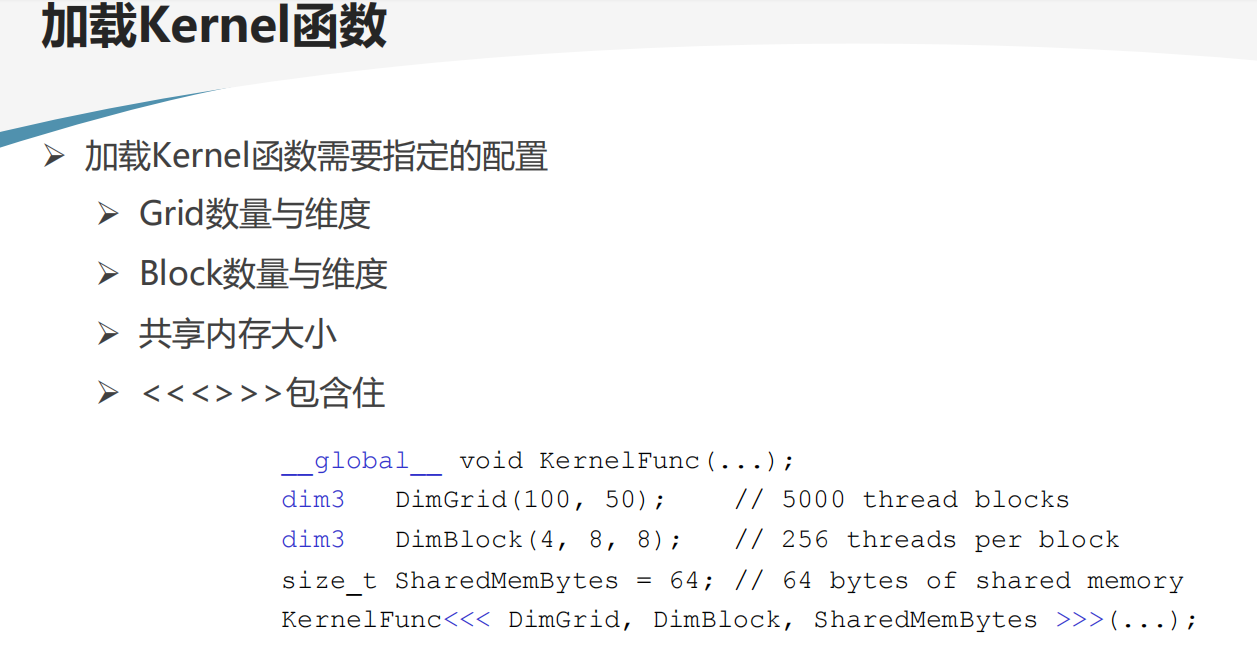 加载Kernel函数
加载Kernel函数需要指定的配置
Grid数量与维度
Block数量与维度
共享内存大小
<<<>>>包含住
__global__ void KernelFunc(...);
dim3   DimGrid(100, 50);    // 5000 thread blocks
dim3   DimBlock(4, 8, 8);   // 256 threads per block
size_t SharedMemBytes = 64; // 64 bytes of shared memory
KernelFunc<<< DimGrid, DimBlock, SharedMemBytes >>>(...);